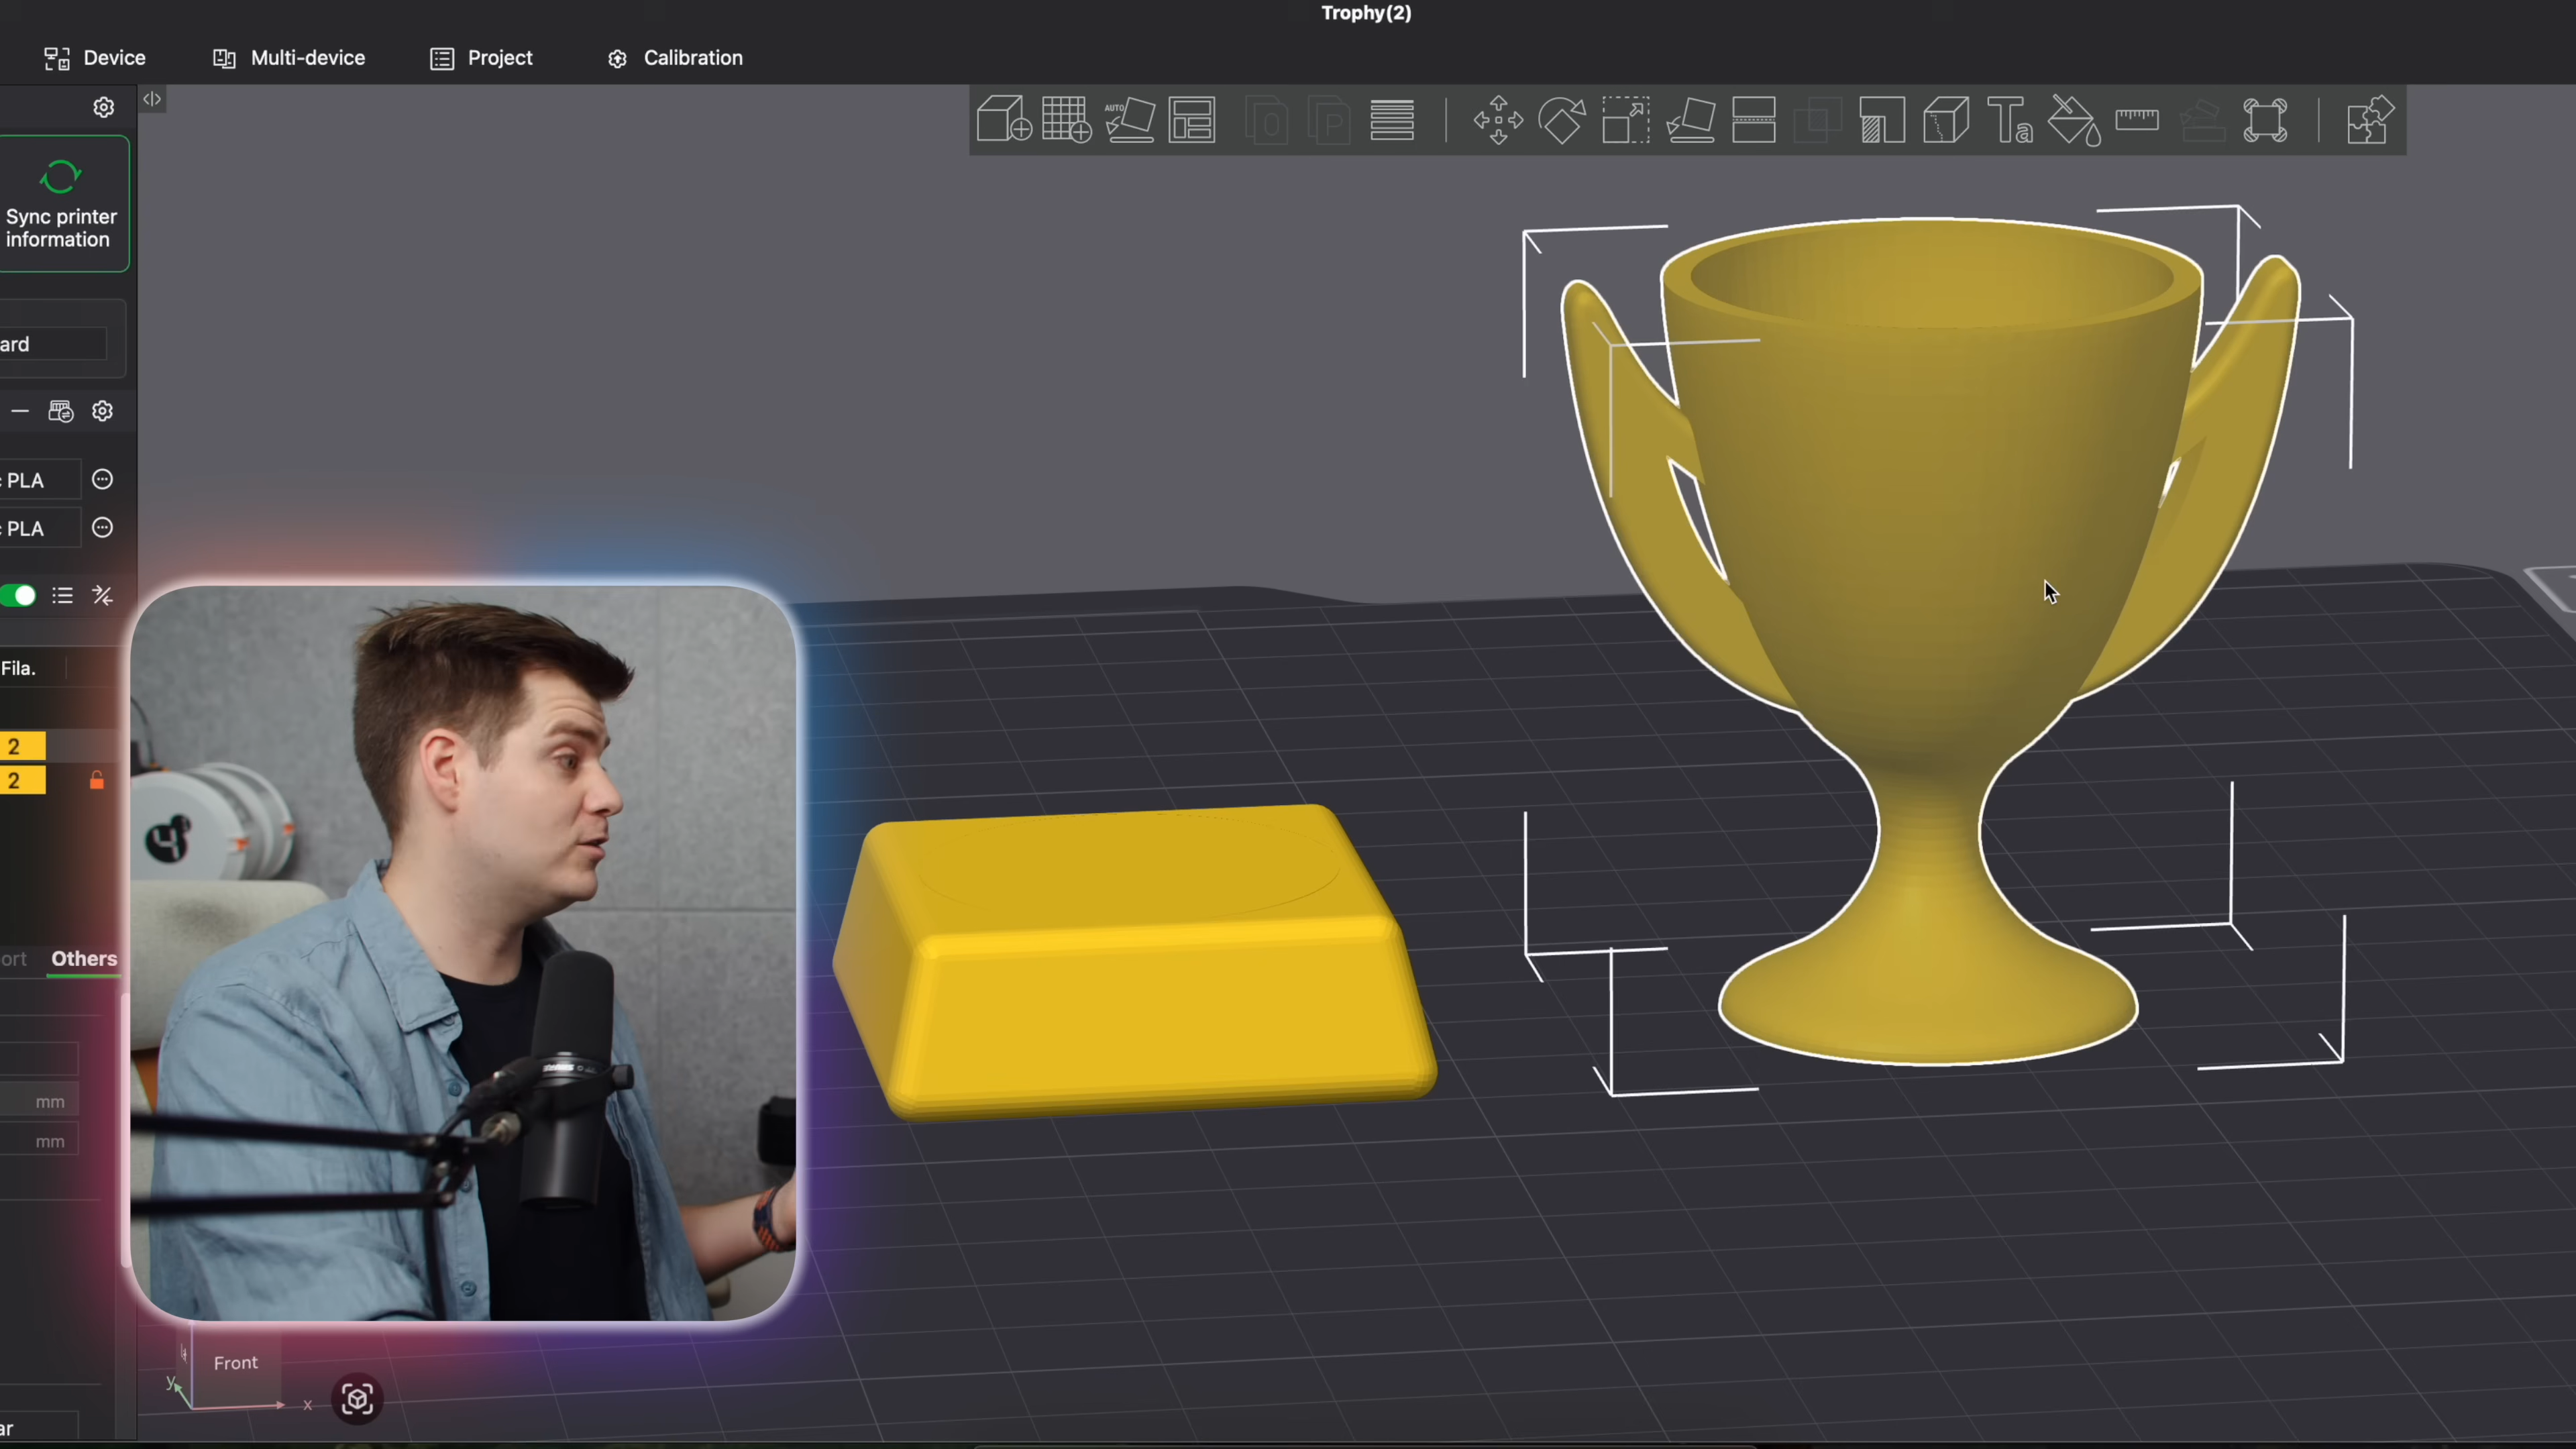 Trophy(2)
Device
Multi-device
Project
Calibration
AUTO
Sync printer
information
ard
PLA
PLA
Fila.
2
2
ort
Others
mm
mm
Front
y
x
ar